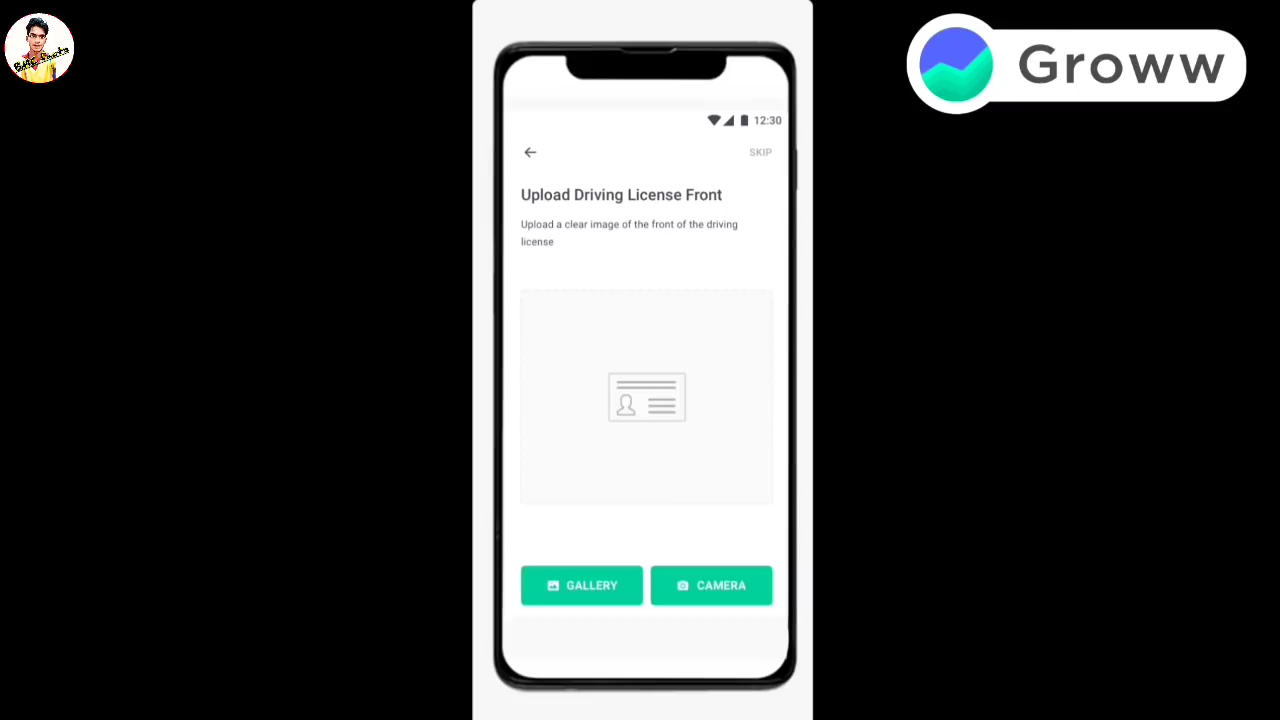 Groww
12:30
SKIP
Upload Driving License Front
Upload a clear image of the front of the driving
license
GALLERY
CAMERA